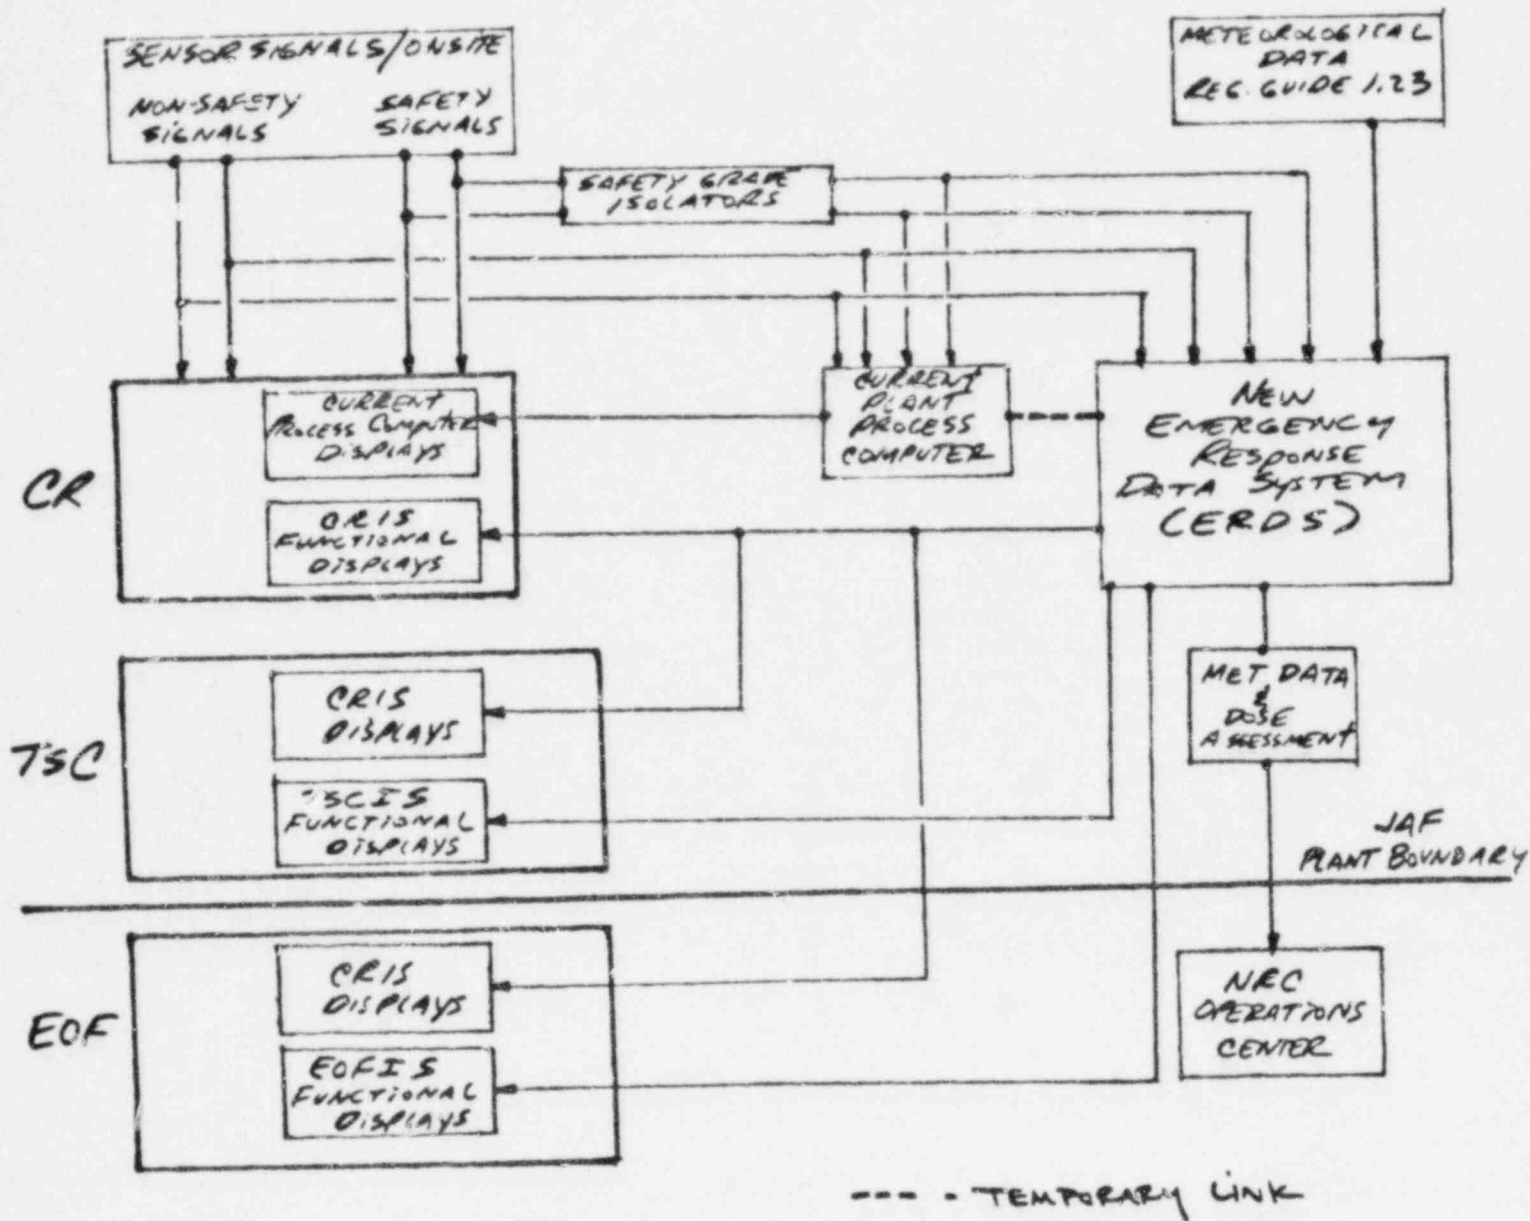 SENSOR SIGNALS/ONSITE
NON-SAFETY
SIGNALS
SAFETY
SIGNALS
METEOROLOGICAL
DATA
REG. GUIDE 1.23
SAFETY GRADE
ISOLATORS
CR
CURRENT
PROCESS COMPUTER
DISPLAYS
CRIS
FUNCTIONAL
DISPLAYS
CURRENT
PLANT
PROCESS
COMPUTER
NEW
EMERGENCY
RESPONSE
DATA SYSTEM
(ERDS)
TSC
CRIS
DISPLAYS
TSCIS
FUNCTIONAL
DISPLAYS
MET DATA
&
DOSE
ASSESSMENT
JAF
PLANT BOUNDARY
EOF
CRIS
DISPLAYS
EOFIS
FUNCTIONAL
DISPLAYS
NRC
OPERATIONS
CENTER
---- - TEMPORARY LINK